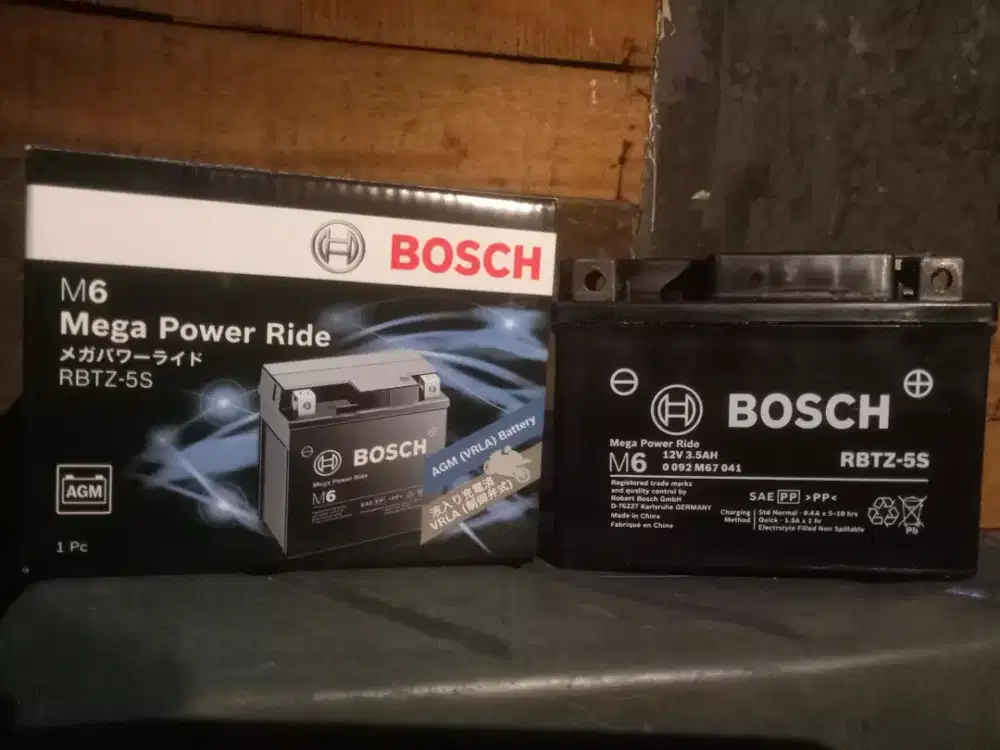 BOSCH
M6
Mega Power Ride
メガパワーライド
RBTZ-5S
BOSCH
Mega Power Ride
M6
AGM (VRLA) Battery
液入り充電済
VRLA (制御弁式)
AGM
1 Pc
BOSCH
Mega Power Ride
M6
12V 3.5AH
0 092 M67 041
RBTZ-5S
Registered trade marks
and quality control by
Robert Bosch GmbH
D-76227 Karlsruhe GERMANY
Made in China
Fabriqué en Chine
SAE PP >PP<
Charging Method
Std Normal - 0.4A x 5~10 hrs
Quick - 1.5A x 1 hr
Electrolyte Filled Non Spillable
Pb